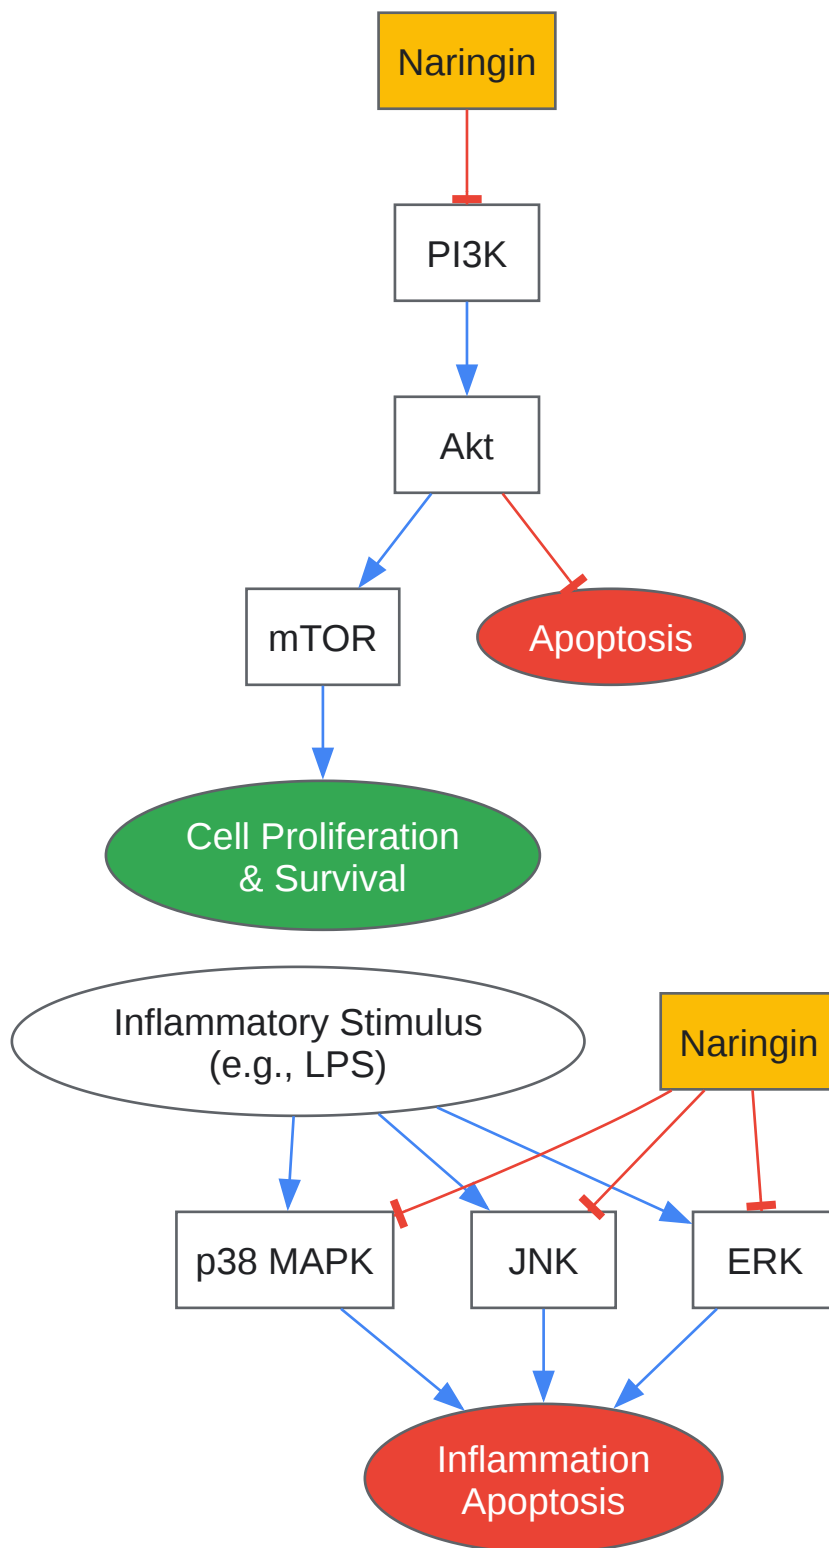 Naringin
PI3K
Akt
mTOR
Apoptosis
Cell Proliferation
& Survival
Inflammatory Stimulus
(e.g., LPS)
Naringin
p38 MAPK
JNK
ERK
Inflammation
Apoptosis